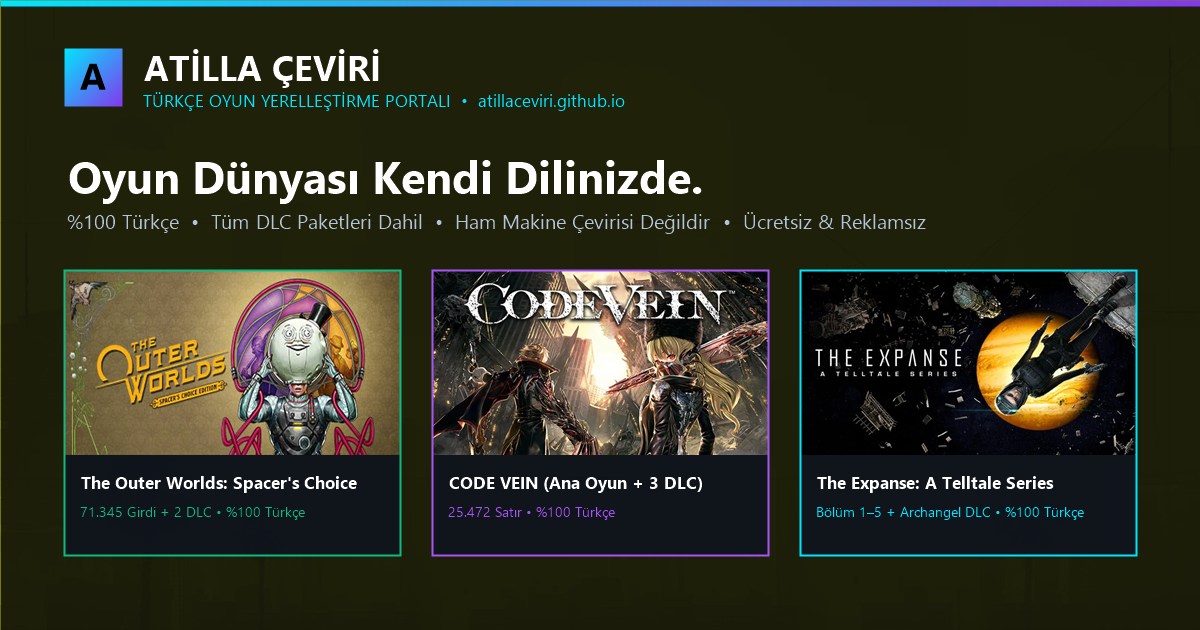 A
ATİLLA ÇEVİRİ
TÜRKÇE OYUN YERELLEŞTİRME PORTALI • atillaceviri.github.io
Oyun Dünyası Kendi Dilinizde.
%100 Türkçe • Tüm DLC Paketleri Dahil • Ham Makine Çevirisi Değildir • Ücretsiz & Reklamsız
THE
OUTER
WORLDS
SPACER'S CHOICE EDITION
The Outer Worlds: Spacer's Choice
71.345 Girdi + 2 DLC • %100 Türkçe
CODE VEIN™
CODE VEIN (Ana Oyun + 3 DLC)
25.472 Satır • %100 Türkçe
THE EXPANSE
A TELLTALE SERIES
The Expanse: A Telltale Series
Bölüm 1–5 + Archangel DLC • %100 Türkçe